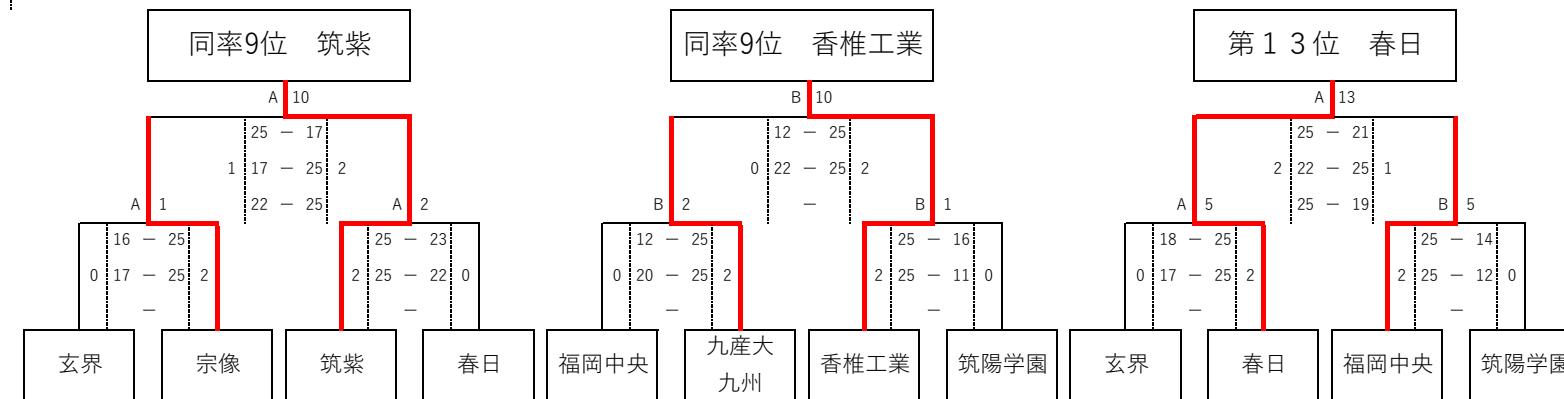 同率9位　筑紫
同率9位　香椎工業
第１３位　春日
A 10
B 10
A 13
25 － 17
1 17 － 25 2
22 － 25
12 － 25
0 22 － 25 2
－
25 － 21
2 22 － 25 1
25 － 19
A 1
A 2
B 2
B 1
A 5
B 5
16 － 25
0 17 － 25 2
－
25 － 23
2 25 － 22 0
－
12 － 25
0 20 － 25 2
－
25 － 16
2 25 － 11 0
－
18 － 25
0 17 － 25 2
－
25 － 14
2 25 － 12 0
－
玄界
宗像
筑紫
春日
福岡中央
九産大
九州
香椎工業
筑陽学園
玄界
春日
福岡中央
筑陽学園